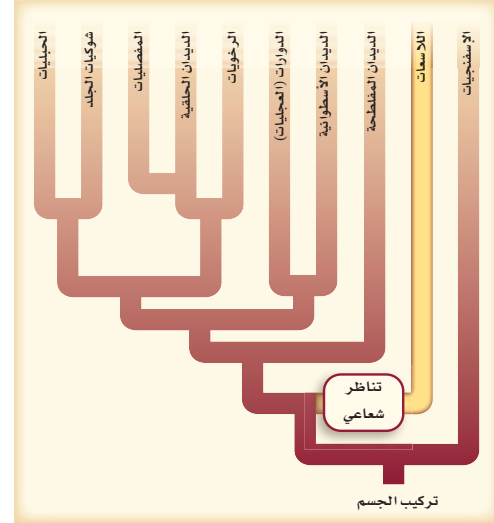 الإسفنجيات
اللاسعات
الديدان المفلطحة
الديدان الأسطوانية
الدوارات (العجليات)
الرخويات
الديدان الحلقية
المفصليات
شوكيات الجلد
الحبليات
تناظر
شعاعي
تركيب الجسم